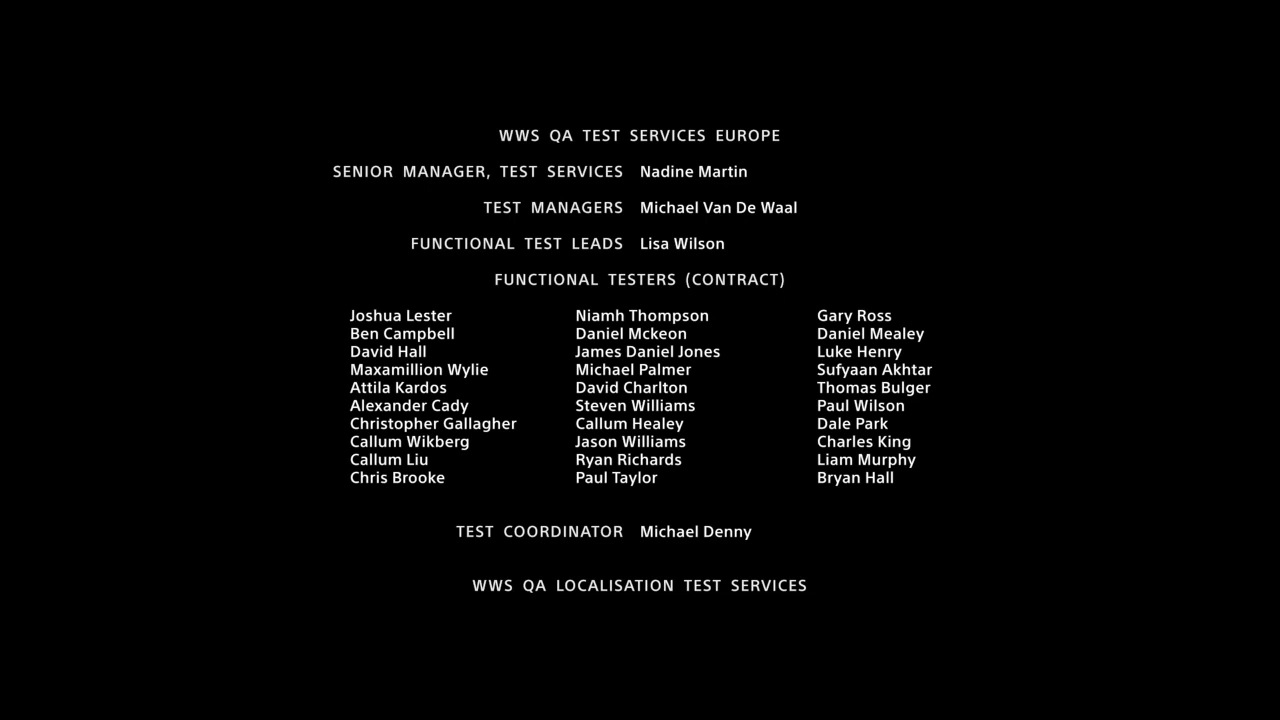 WWS QA TEST SERVICES EUROPE
SENIOR MANAGER, TEST SERVICES Nadine Martin
TEST MANAGERS Michael Van De Waal
FUNCTIONAL TEST LEADS Lisa Wilson
FUNCTIONAL TESTERS (CONTRACT)
Joshua Lester Niamh Thompson Gary Ross
Ben Campbell Daniel Mckeon Daniel Mealey
David Hall James Daniel Jones Luke Henry
Maxamillion Wylie Michael Palmer Sufyaan Akhtar
Attila Kardos David Charlton Thomas Bulger
Alexander Cady Steven Williams Paul Wilson
Christopher Gallagher Callum Healey Dale Park
Callum Wikberg Jason Williams Charles King
Callum Liu Ryan Richards Liam Murphy
Chris Brooke Paul Taylor Bryan Hall
TEST COORDINATOR Michael Denny
WWS QA LOCALISATION TEST SERVICES